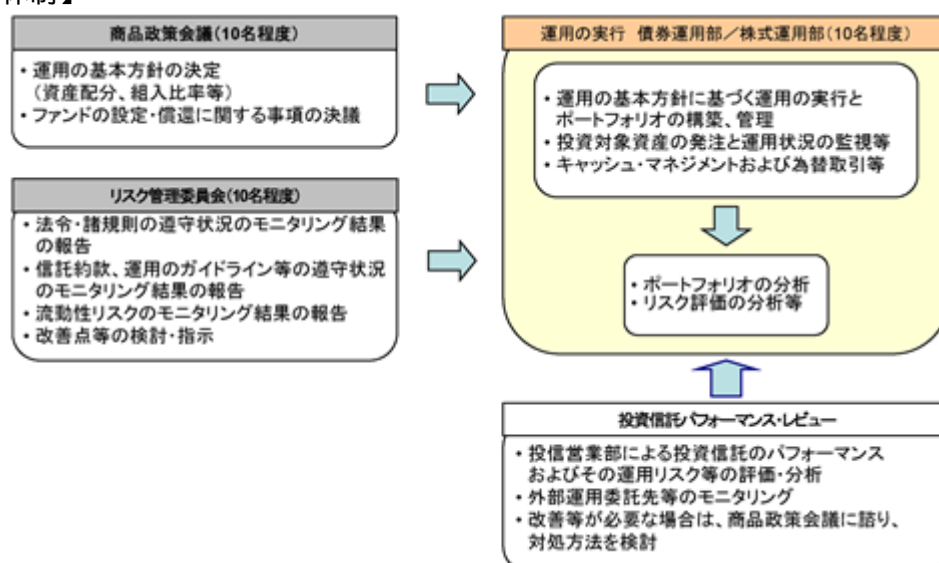 商品政策会議(10名程度)
・運用の基本方針の決定
(資産配分、組入比率等)
・ファンドの設定・償還に関する事項の決議
リスク管理委員会(10名程度)
・法令・諸規則の遵守状況のモニタリング結果
の報告
・信託約款、運用のガイドライン等の遵守状況
のモニタリング結果の報告
・流動性リスクのモニタリング結果の報告
・改善点等の検討・指示
運用の実行 債券運用部/株式運用部(10名程度)
・運用の基本方針に基づく運用の実行と
ポートフォリオの構築、管理
・投資対象資産の発注と運用状況の監視等
・キャッシュ・マネジメントおよび為替取引等
・ポートフォリオの分析
・リスク評価の分析等
投資信託パフォーマンス・レビュー
・投信営業部による投資信託のパフォーマンス
およびその運用リスク等の評価・分析
・外部運用委託先等のモニタリング
・改善等が必要な場合は、商品政策会議に諮り、
対処方法を検討